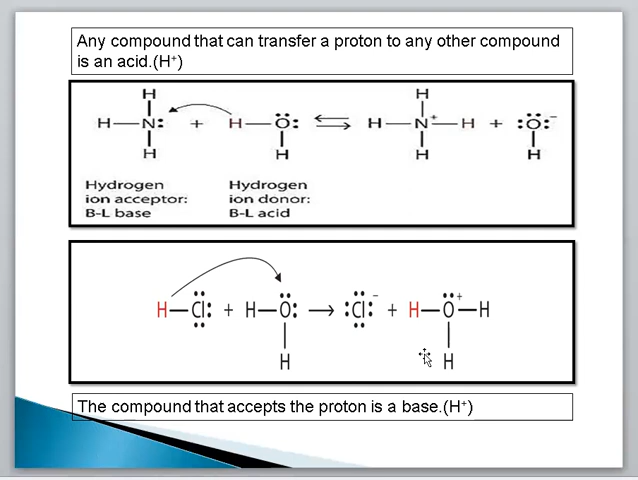 Any compound that can transfer a proton to any other compound
is an acid.(H⁺)
H H
H—N: + H—Ö: ⇌ H—N⁺—H + :Ö:⁻
H H H H
Hydrogen Hydrogen
ion acceptor: ion donor:
B-L base B-L acid
H—Cl: + H—O: → :Cl:⁻ + H—O⁺—H
H H
The compound that accepts the proton is a base.(H⁺)